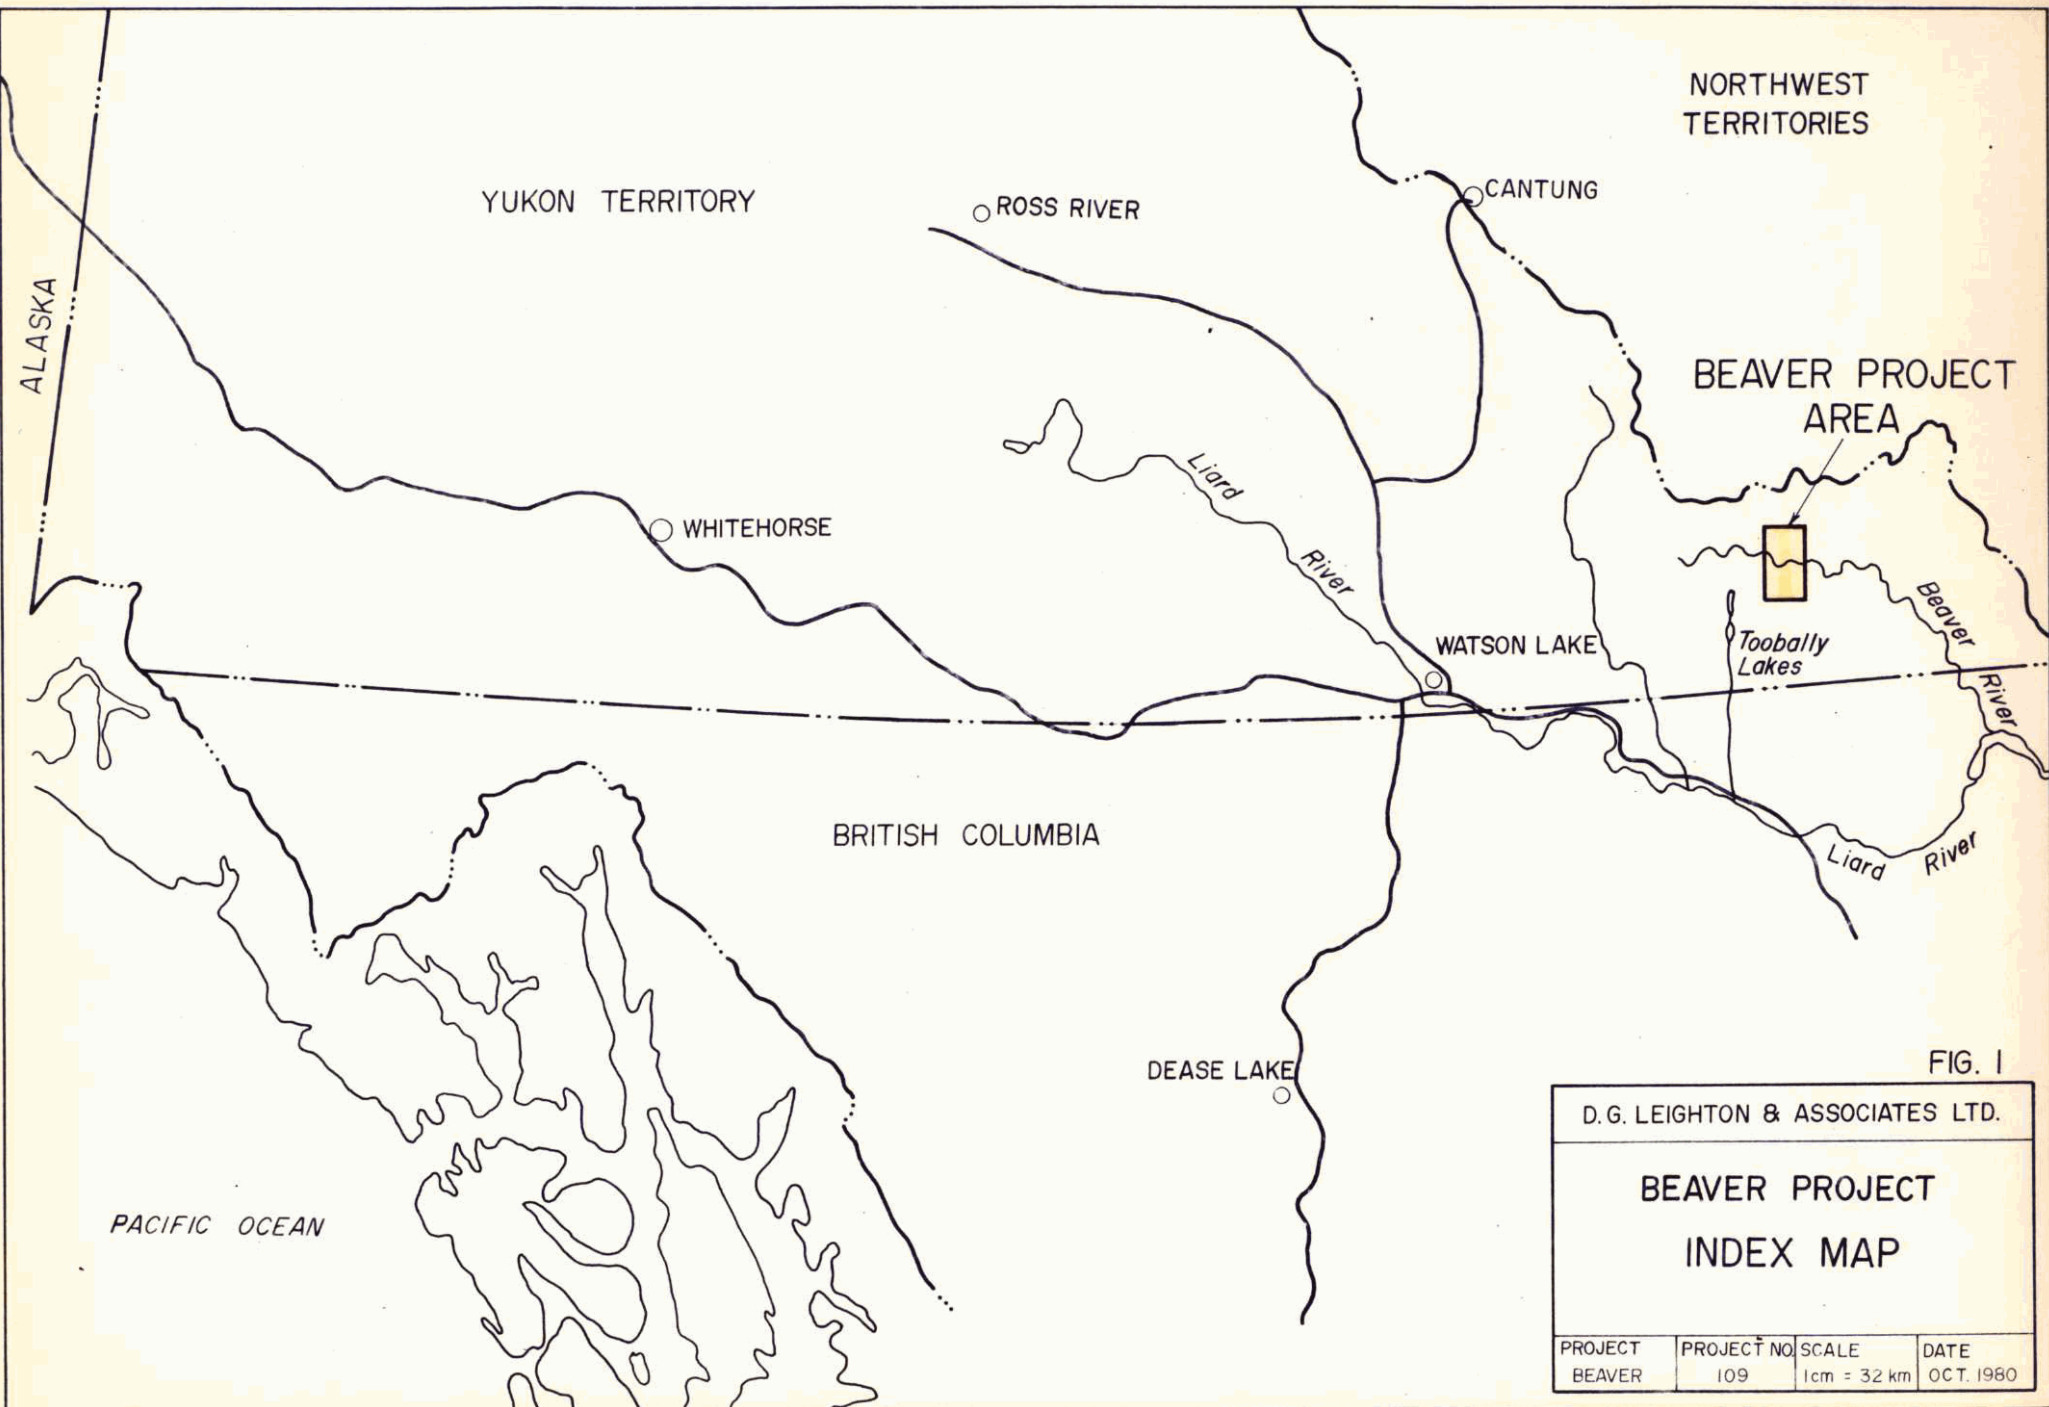 NORTHWEST
TERRITORIES
YUKON TERRITORY
ROSS RIVER
CANTUNG
ALASKA
BEAVER PROJECT
AREA
Liard
River
WHITEHORSE
Beaver
River
WATSON LAKE
Toobally
Lakes
BRITISH COLUMBIA
Liard River
DEASE LAKE
PACIFIC OCEAN
FIG. 1
D. G. LEIGHTON & ASSOCIATES LTD.
BEAVER PROJECT
INDEX MAP
PROJECT
BEAVER
PROJECT NO.
109
SCALE
1cm = 32 km
DATE
OCT. 1980